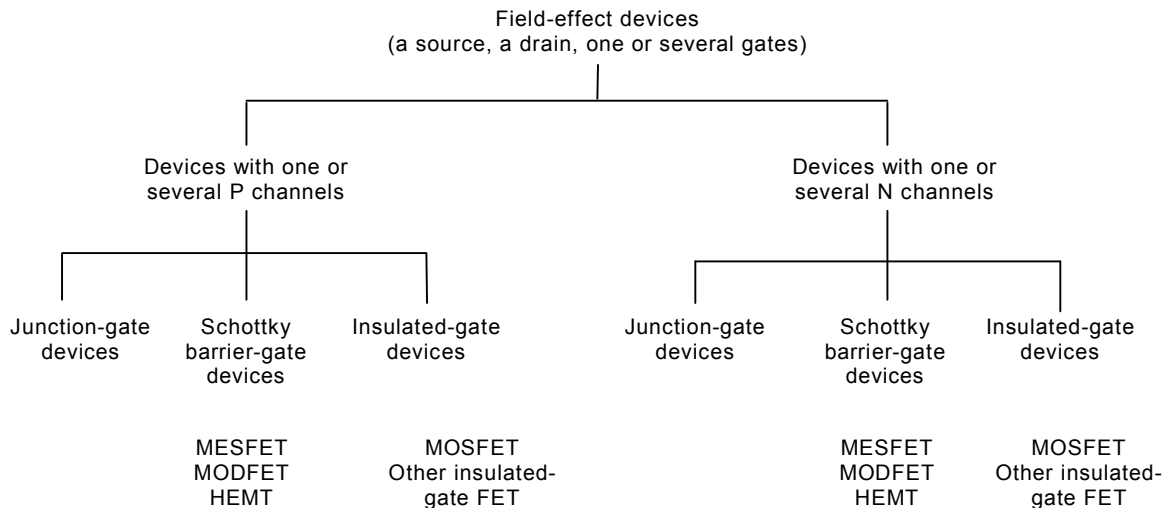 Field-effect devices
(a source, a drain, one or several gates)
Devices with one or
several P channels
Devices with one or
several N channels
Junction-gate
devices
Schottky
barrier-gate
devices
Insulated-gate
devices
Junction-gate
devices
Schottky
barrier-gate
devices
Insulated-gate
devices
MESFET
MODFET
HEMT
MOSFET
Other insulated-
gate FET
MESFET
MODFET
HEMT
MOSFET
Other insulated-
gate FET